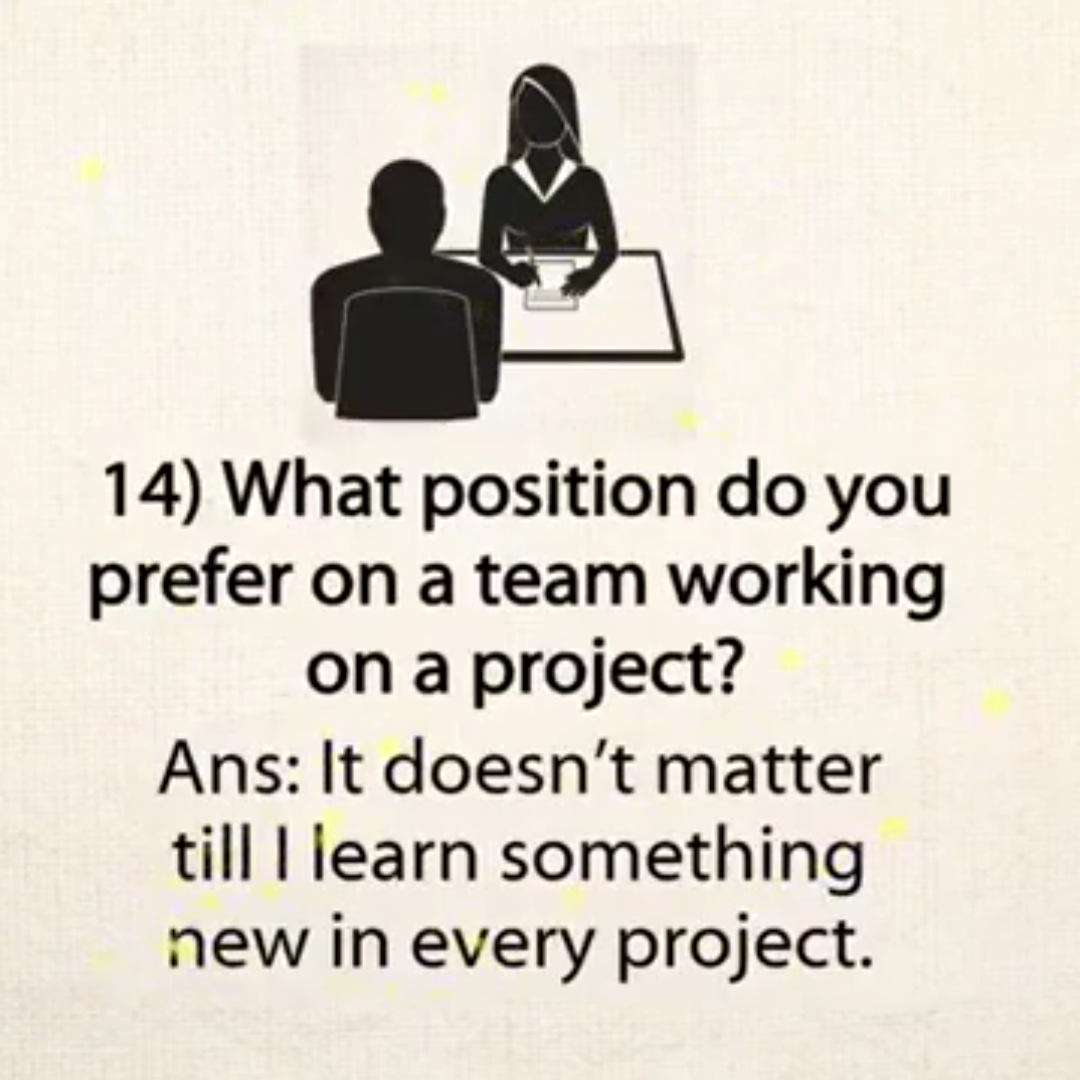 14) What position do you
prefer on a team working
on a project?
Ans: It doesn’t matter
till I learn something
new in every project.